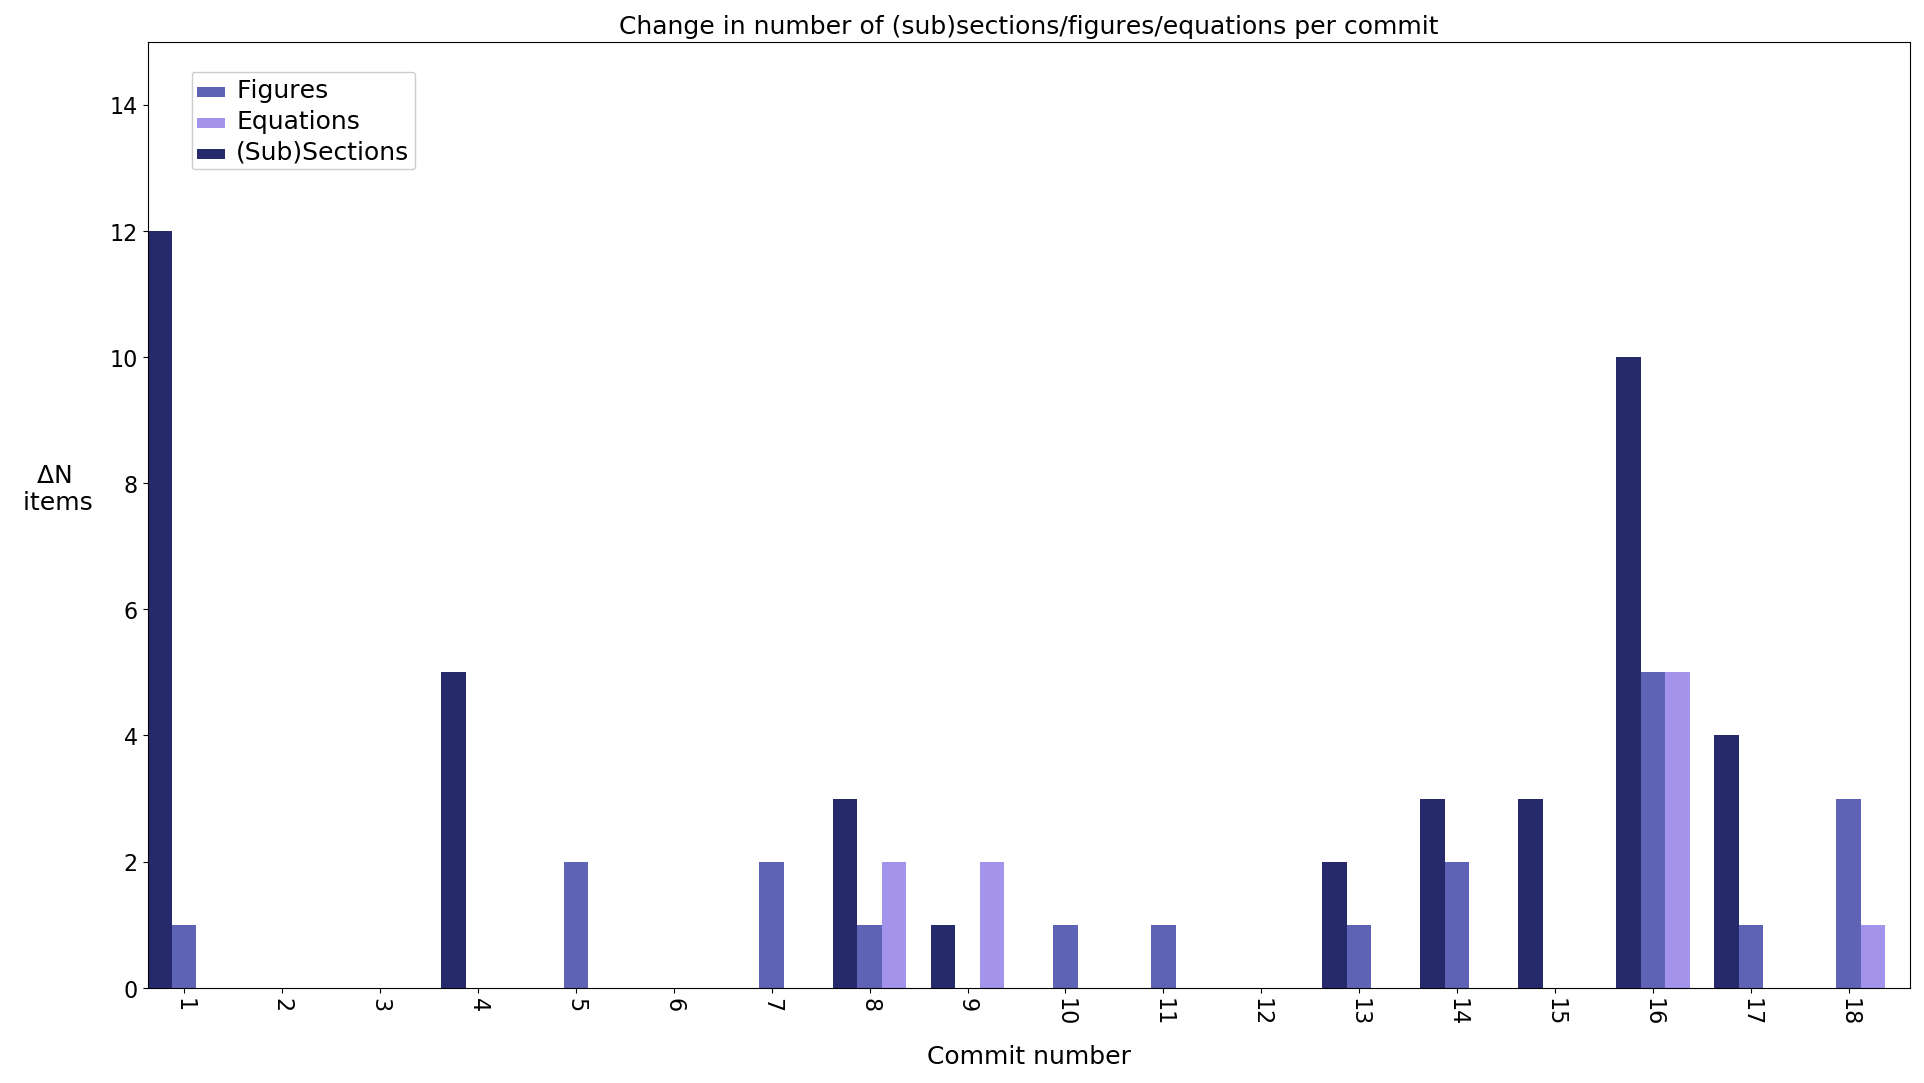 Change in number of (sub)sections/figures/equations per commit
Figures
Equations
(Sub)Sections
14
12
10
8
6
4
2
0
ΔN
items
1 2 3 4 5 6 7 8 9 10 11 12 13 14 15 16 17 18
Commit number